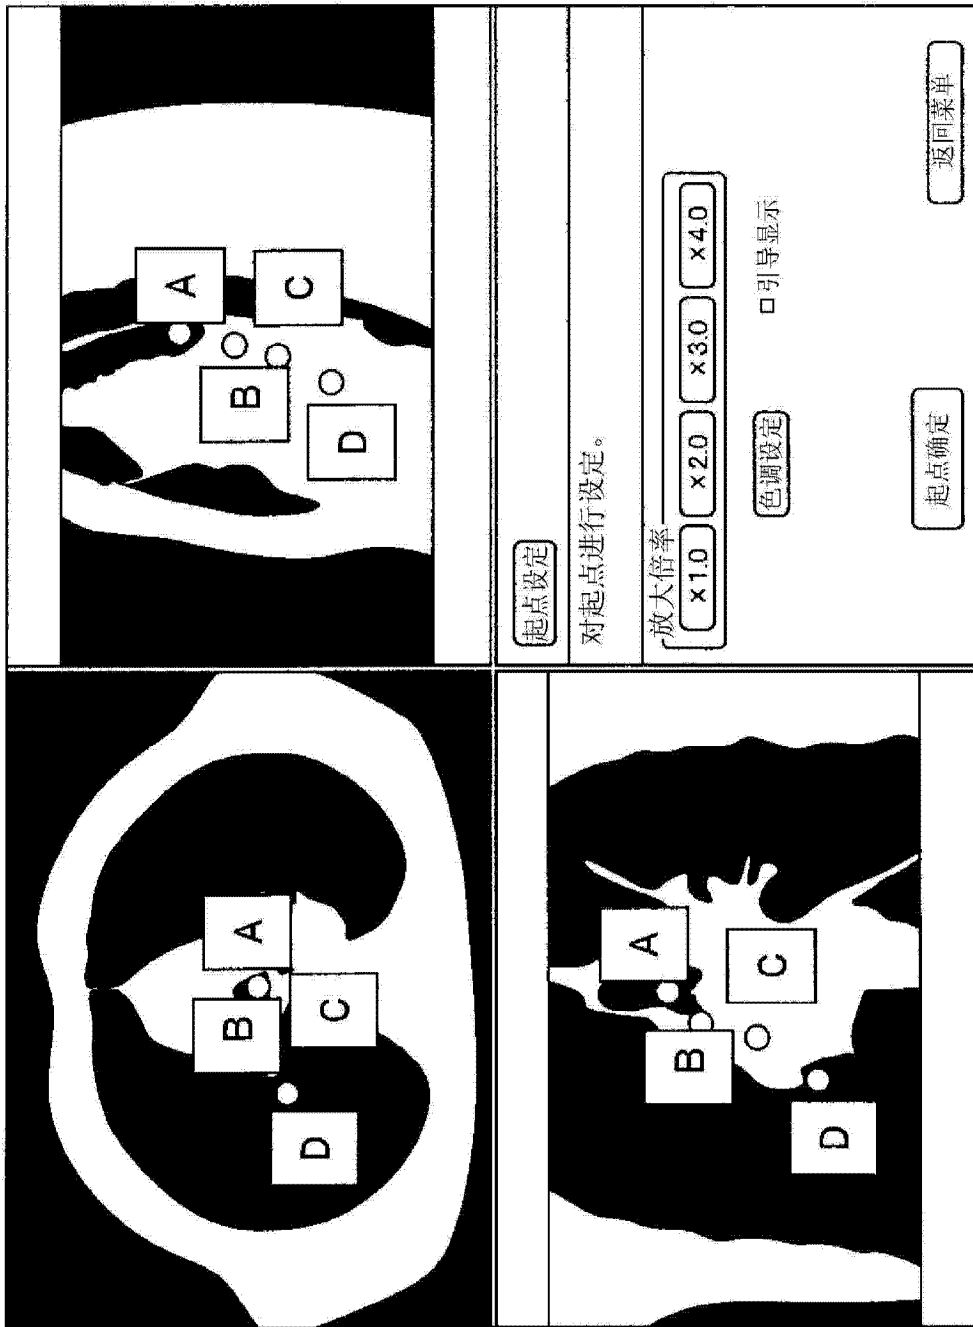 B A
D C
A
B
C
D
A
B
C
D
起点设定
对起点进行设定。
放大倍率
×1.0 ×2.0 ×3.0 ×4.0
色调设定 引导显示
起点确定 返回菜单